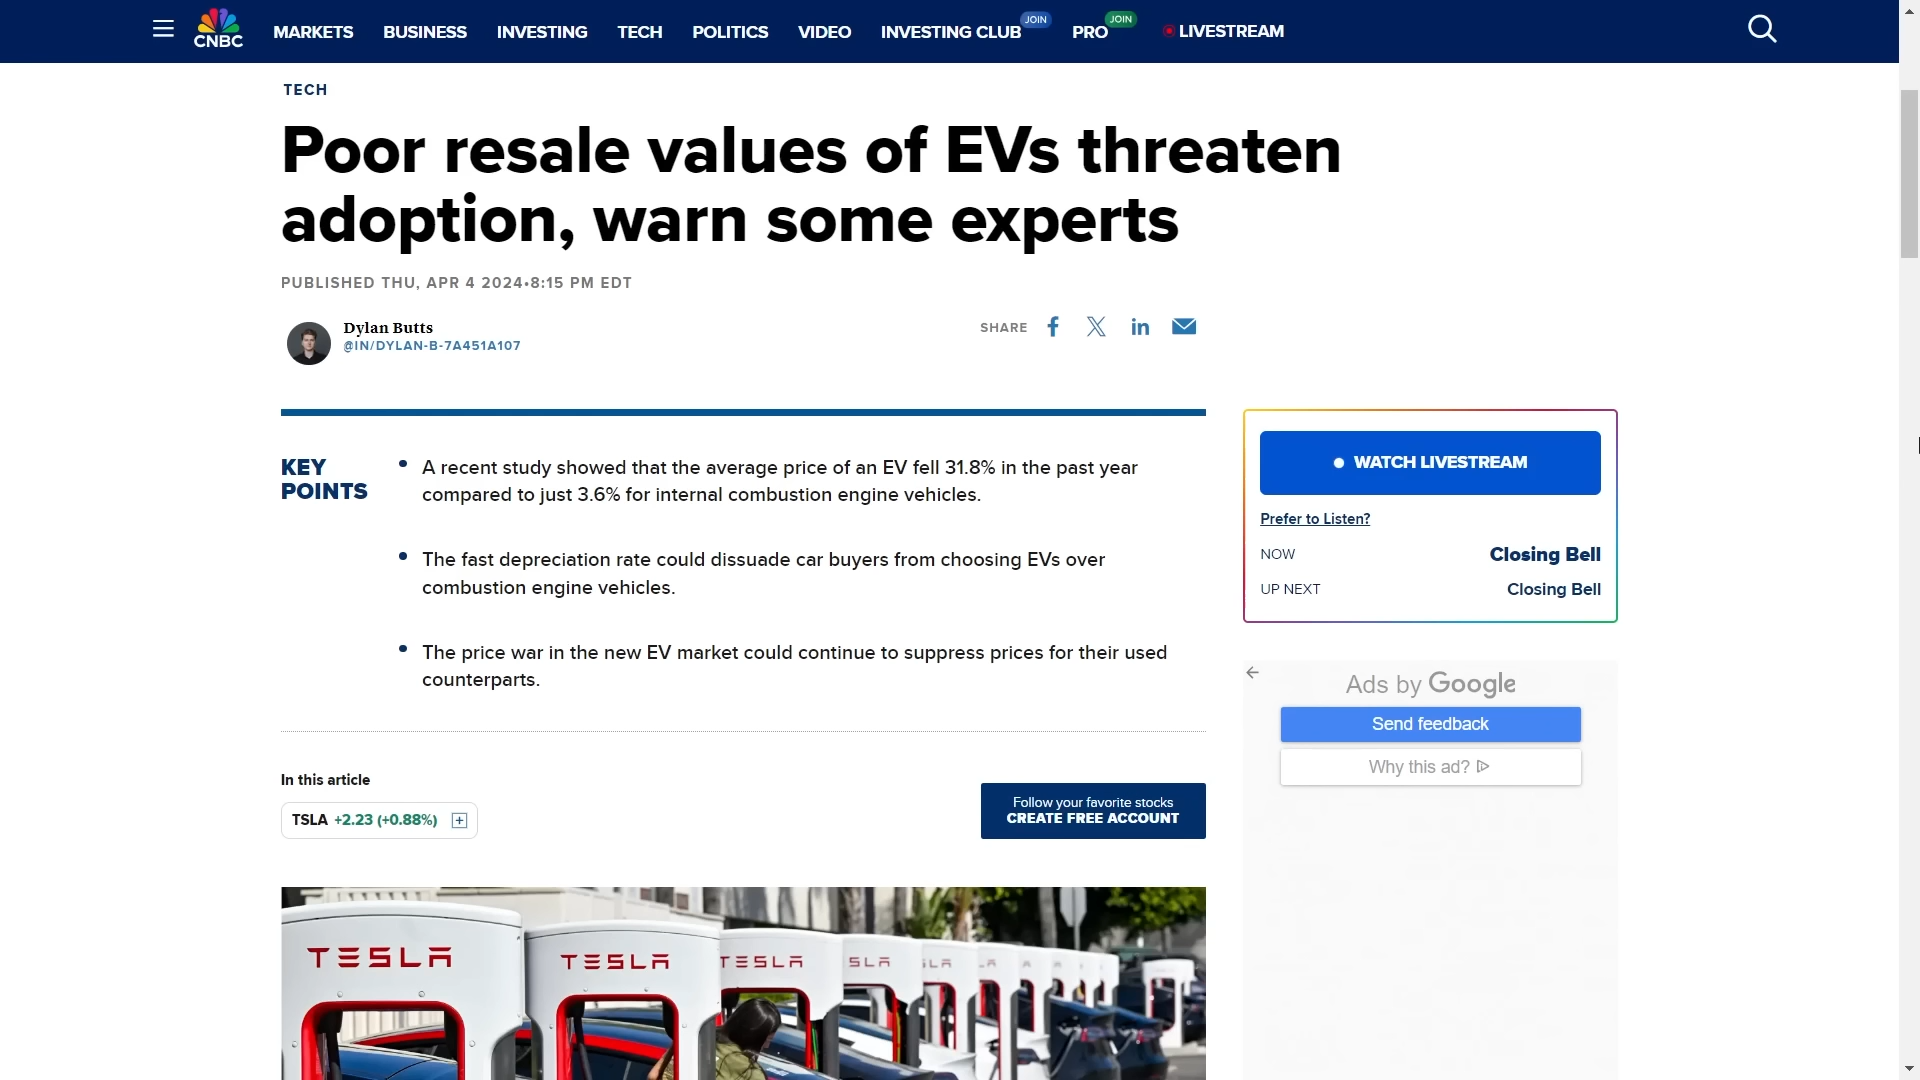 CNBC
MARKETS
BUSINESS
INVESTING
TECH
POLITICS
VIDEO
INVESTING CLUB
JOIN
PRO
JOIN
LIVESTREAM
TECH
Poor resale values of EVs threaten
adoption, warn some experts
PUBLISHED THU, APR 4 2024•8:15 PM EDT
Dylan Butts
@IN/DYLAN-B-7A451A107
SHARE
KEY
POINTS
A recent study showed that the average price of an EV fell 31.8% in the past year
compared to just 3.6% for internal combustion engine vehicles.
The fast depreciation rate could dissuade car buyers from choosing EVs over
combustion engine vehicles.
The price war in the new EV market could continue to suppress prices for their used
counterparts.
WATCH LIVESTREAM
Prefer to Listen?
NOW Closing Bell
UP NEXT Closing Bell
Ads by Google
Send feedback
Why this ad?
In this article
TSLA +2.23 (+0.88%)
Follow your favorite stocks
CREATE FREE ACCOUNT
TESLA
TESLA
TESLA
SLA